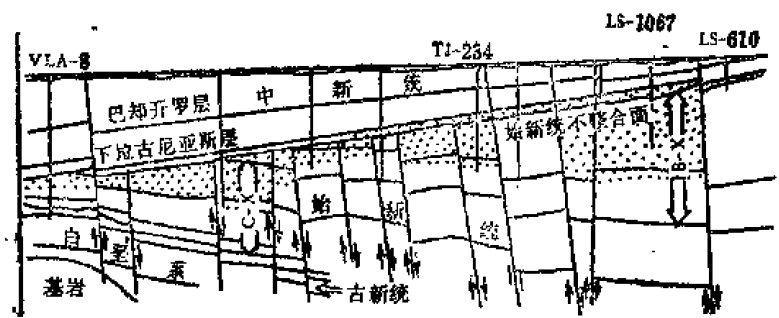 LS-1067
LS-610
TJ-234
VLA-8
中新统
巴却开罗层
下拉古尼亚斯层
始新统不整合面
B-X
C-X
始新统
白垩系
基岩
古新统